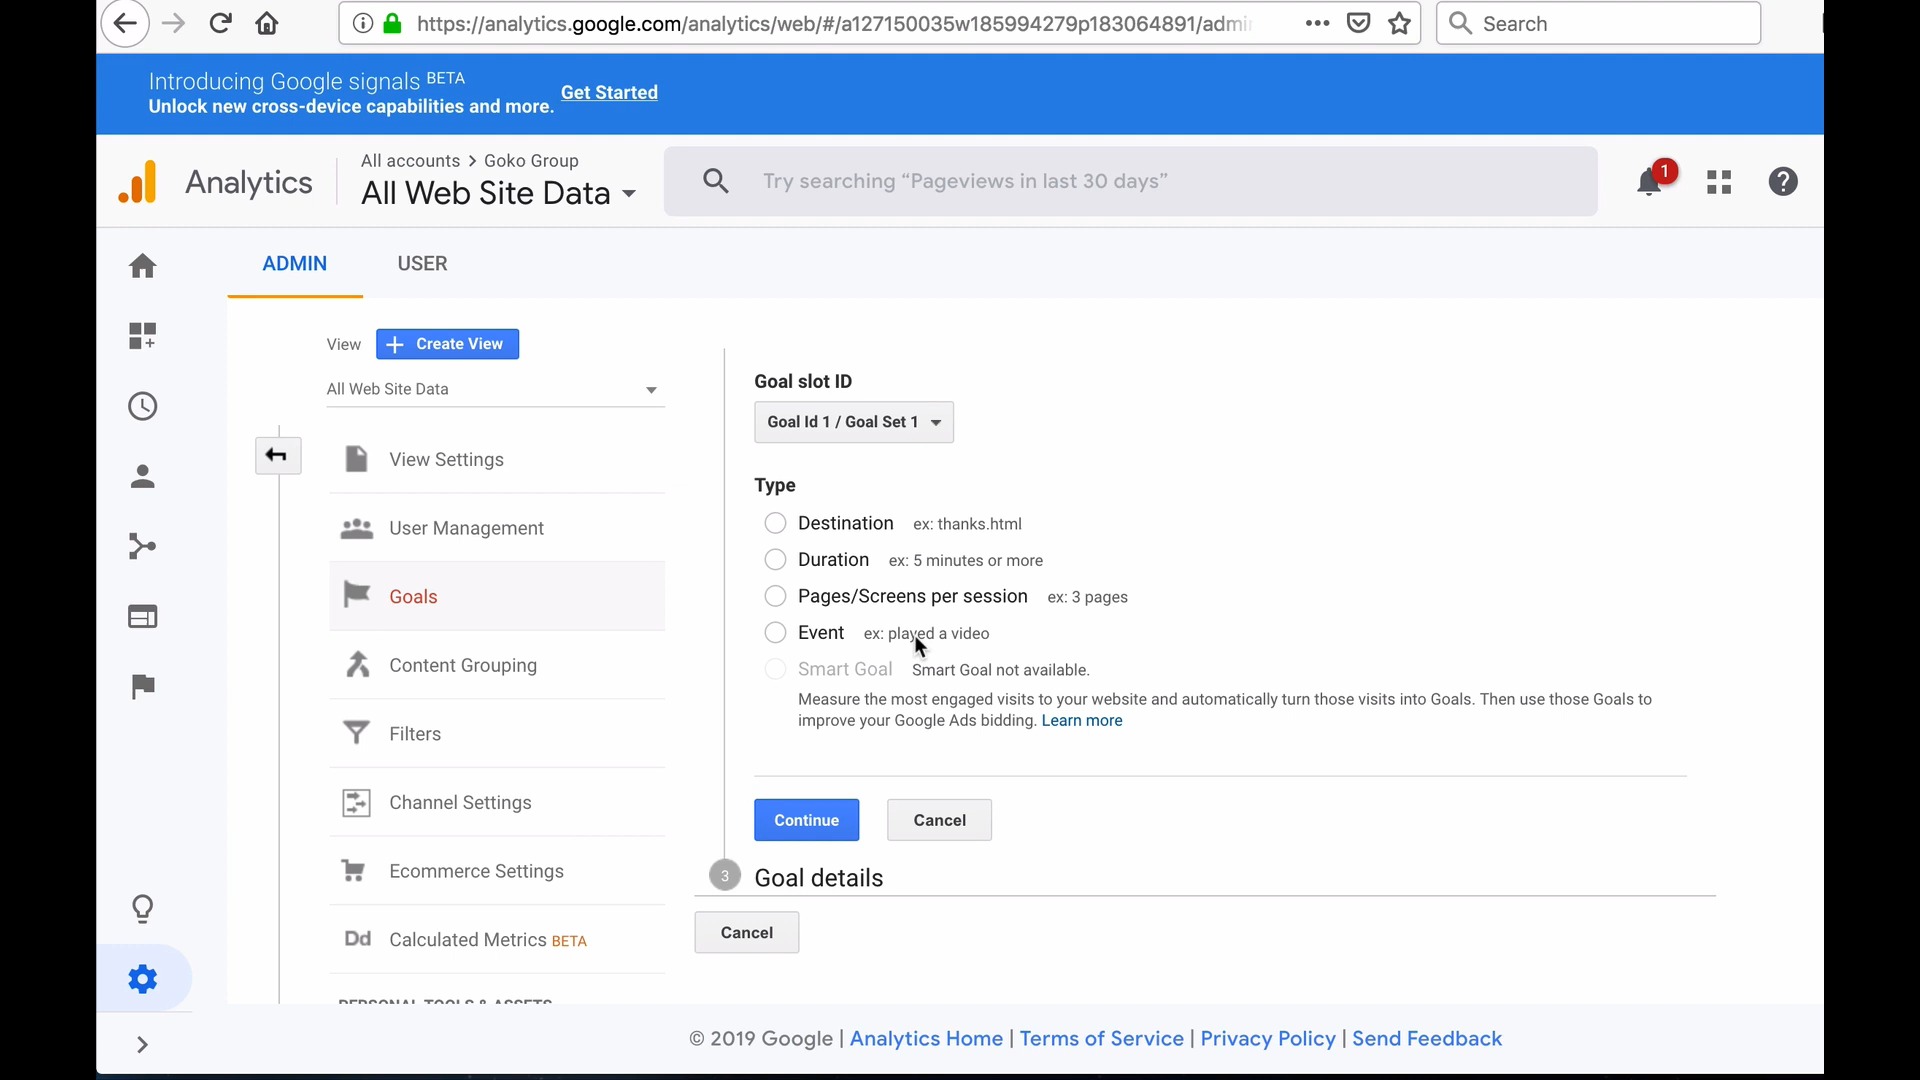 https://analytics.google.com/analytics/web/#/a127150035w185994279p183064891/admi
Search
Introducing Google signals BETA
Unlock new cross-device capabilities and more.
Get Started
Analytics
All accounts > Goko Group
All Web Site Data
Try searching “Pageviews in last 30 days”
1
ADMIN
USER
View
+ Create View
All Web Site Data
View Settings
User Management
Goals
Content Grouping
Filters
Channel Settings
Ecommerce Settings
Dd Calculated Metrics BETA
PERSONAL TOOLS & ASSETS
Goal slot ID
Goal Id 1 / Goal Set 1
Type
Destination ex: thanks.html
Duration ex: 5 minutes or more
Pages/Screens per session ex: 3 pages
Event ex: played a video
Smart Goal Smart Goal not available.
Measure the most engaged visits to your website and automatically turn those visits into Goals. Then use those Goals to
improve your Google Ads bidding. Learn more
Continue
Cancel
3 Goal details
Cancel
© 2019 Google | Analytics Home | Terms of Service | Privacy Policy | Send Feedback